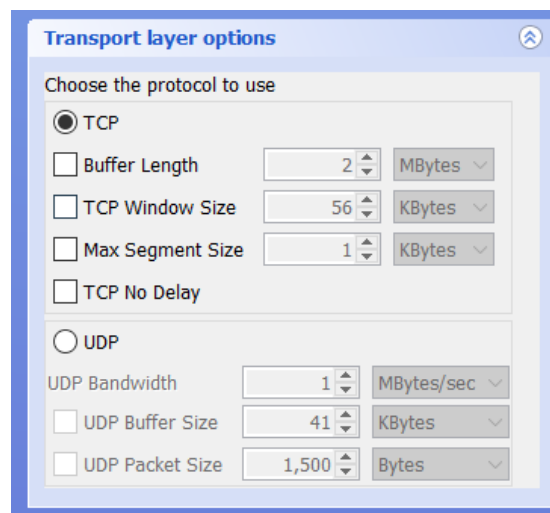 Transport layer options
Choose the protocol to use
TCP
Buffer Length 2 MBytes
TCP Window Size 56 KBytes
Max Segment Size 1 KBytes
TCP No Delay
UDP
UDP Bandwidth 1 MBytes/sec
UDP Buffer Size 41 KBytes
UDP Packet Size 1,500 Bytes